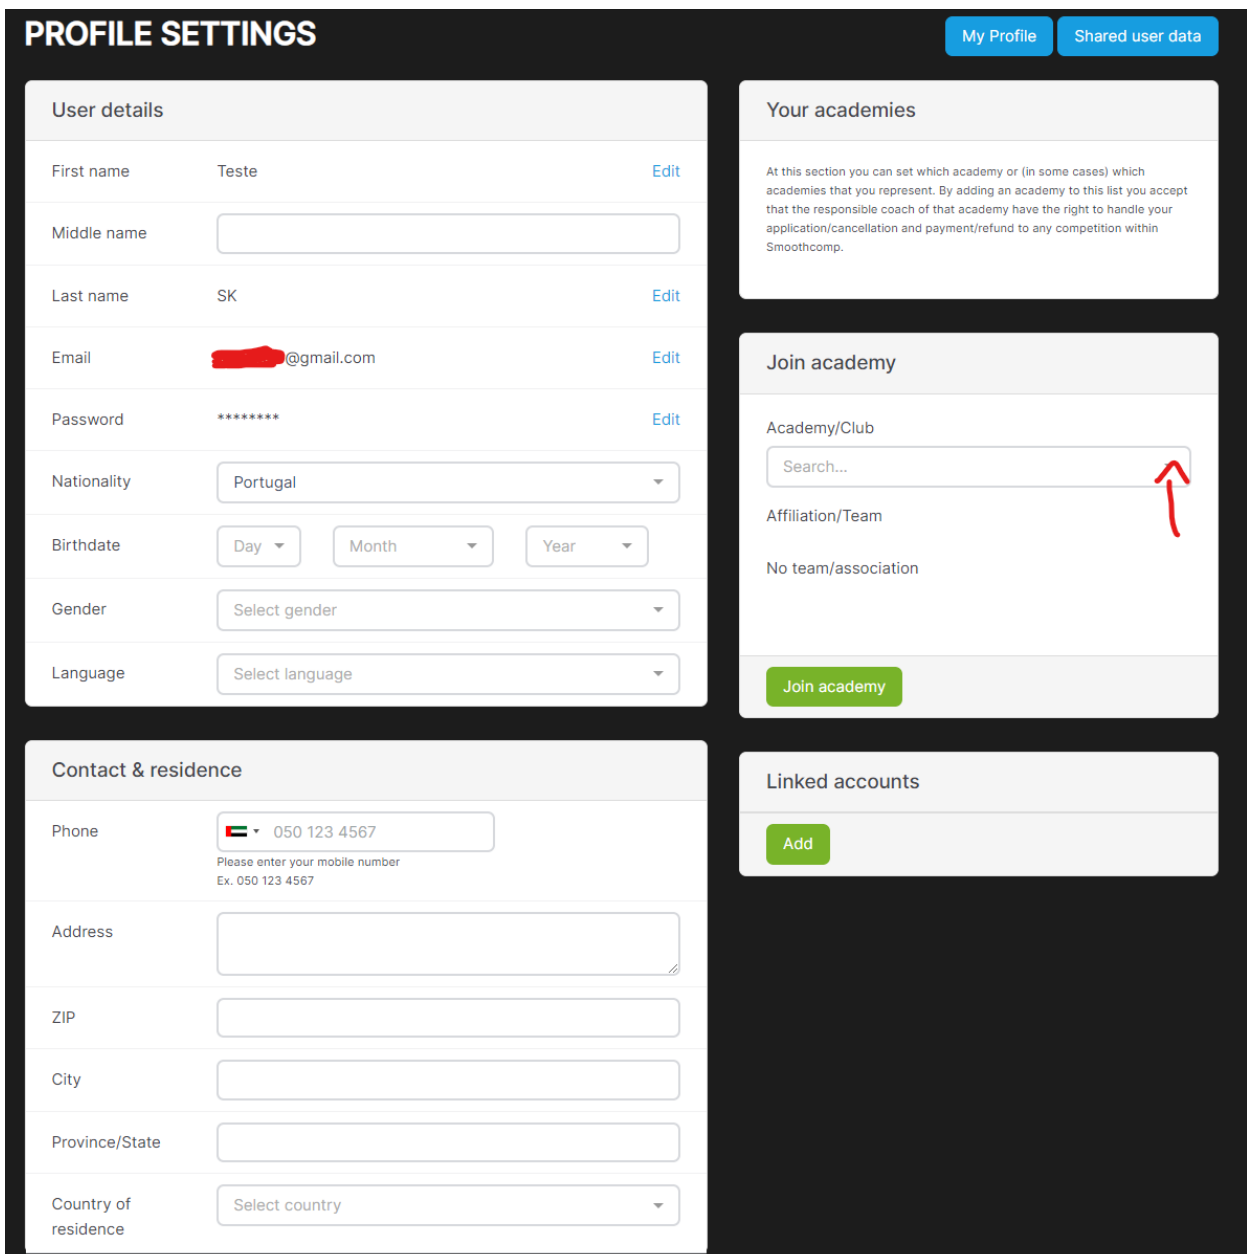 PROFILE SETTINGS
My Profile
Shared user data
User details
First name
Teste
Edit
Middle name
Last name
SK
Edit
Email
@gmail.com
Edit
Password
********
Edit
Nationality
Portugal
Birthdate
Day
Month
Year
Gender
Select gender
Language
Select language
Contact & residence
Phone
050 123 4567
Please enter your mobile number
Ex. 050 123 4567
Address
ZIP
City
Province/State
Country of
residence
Select country
Your academies
At this section you can set which academy or (in some cases) which
academies that you represent. By adding an academy to this list you accept
that the responsible coach of that academy have the right to handle your
application/cancellation and payment/refund to any competition within
Smoothcomp.
Join academy
Academy/Club
Search...
Affiliation/Team
No team/association
Join academy
Linked accounts
Add